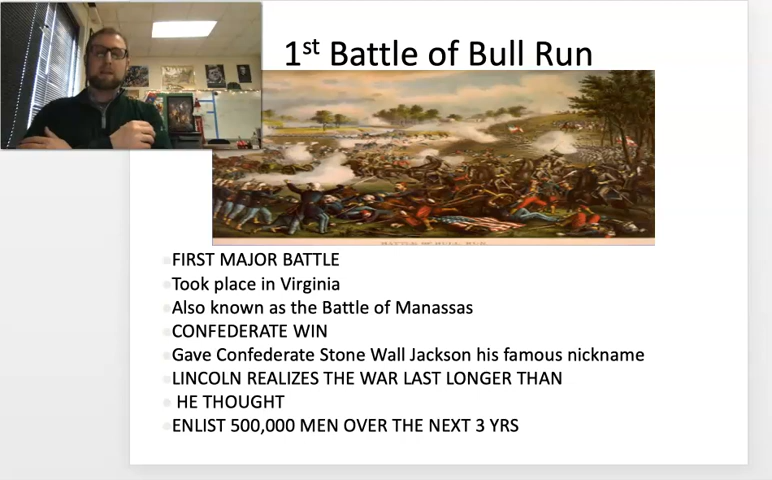 1st Battle of Bull Run
BATTLE OF BULL RUN
FIRST MAJOR BATTLE
Took place in Virginia
Also known as the Battle of Manassas
CONFEDERATE WIN
Gave Confederate Stone Wall Jackson his famous nickname
LINCOLN REALIZES THE WAR LAST LONGER THAN
HE THOUGHT
ENLIST 500,000 MEN OVER THE NEXT 3 YRS